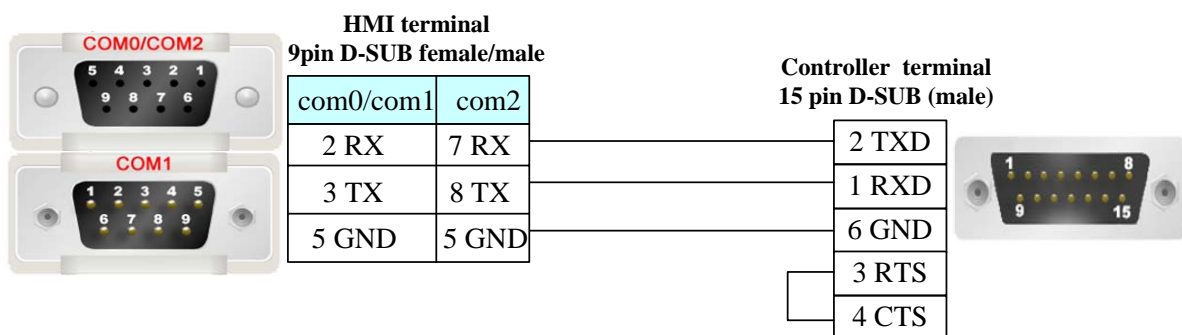 HMI terminal
9pin D-SUB female/male
COM0/COM2
5 4 3 2 1
9 8 7 6
COM1
1 2 3 4 5
6 7 8 9
com0/com1 com2
2 RX 7 RX
3 TX 8 TX
5 GND 5 GND
Controller terminal
15 pin D-SUB (male)
2 TXD
1 RXD
6 GND
3 RTS
4 CTS
1 8
9 15